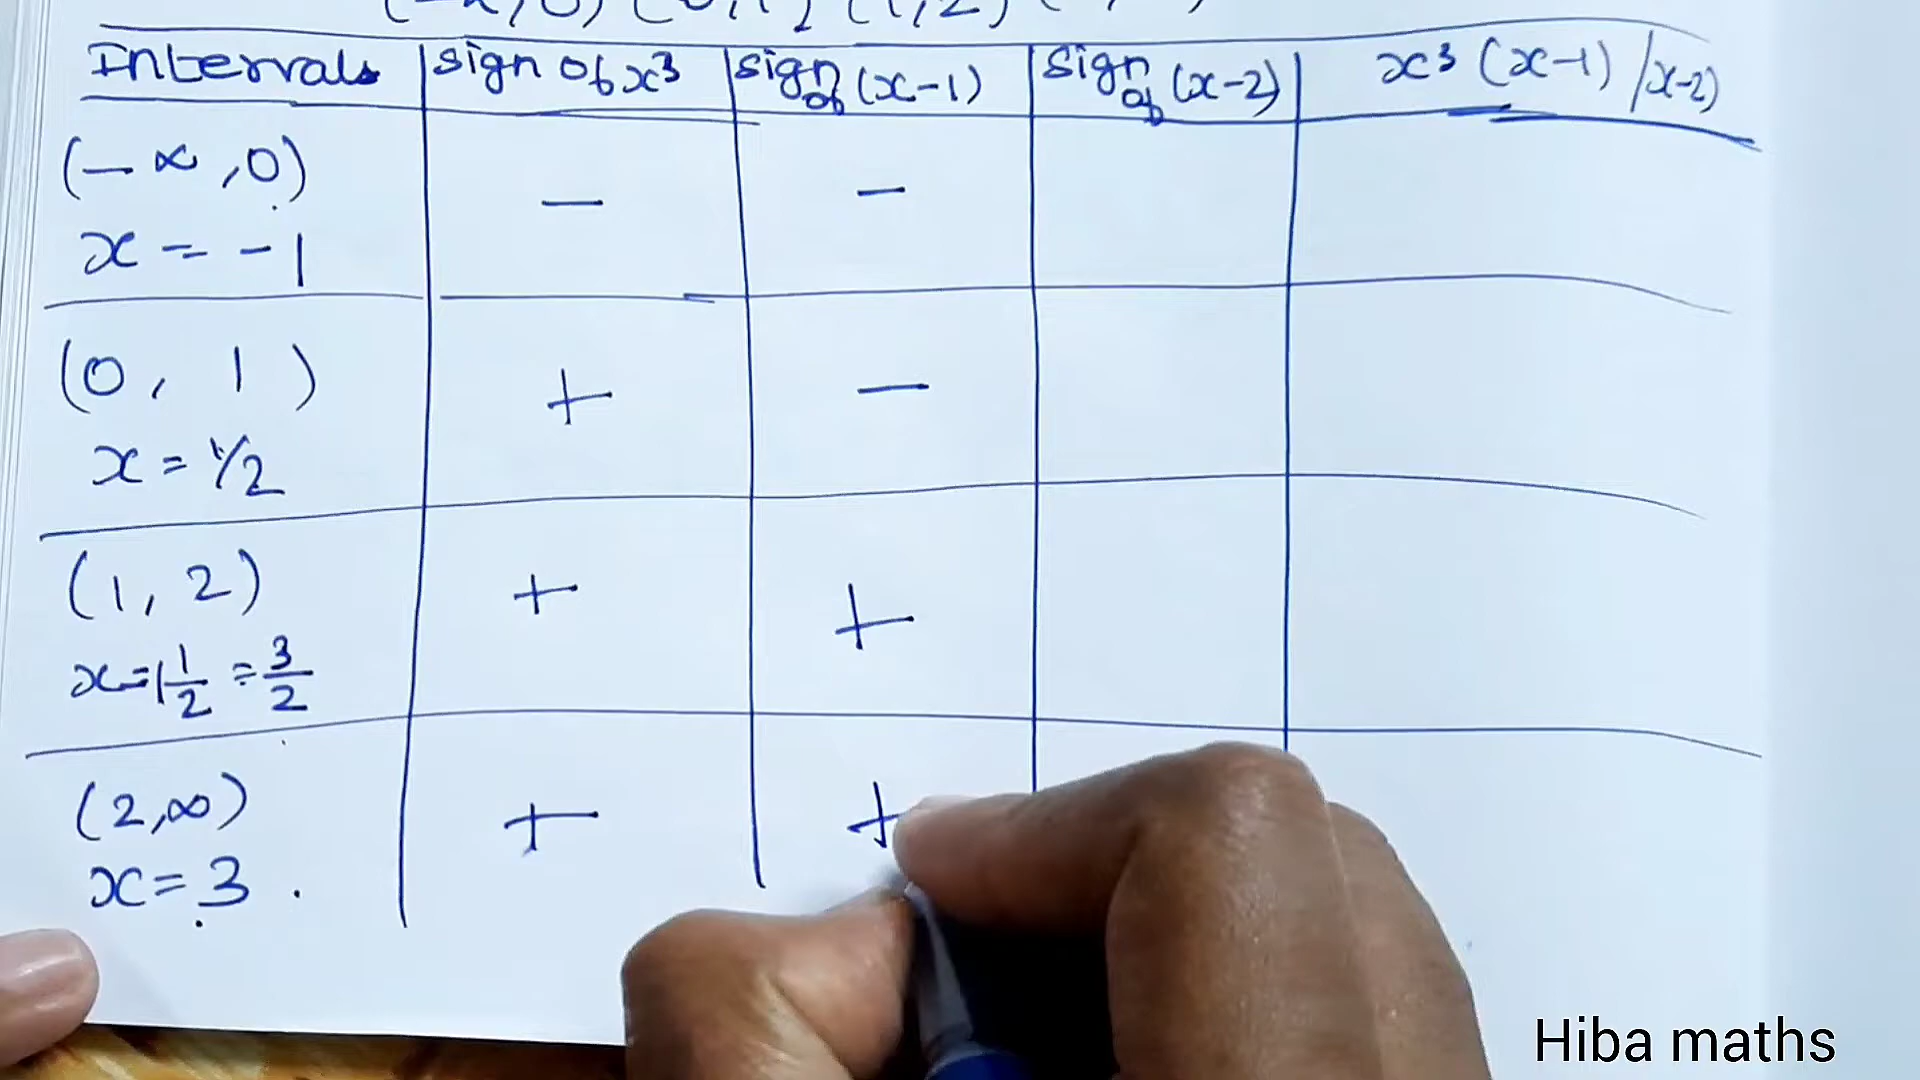 Intervals sign of x³ sign of (x-1) sign of (x-2) x³ (x-1) (x-2)
(-∞,0) - -
x = -1
(0, 1) + -
x = 1/2
(1, 2) + +
x=1 1/2 = 3/2
(2,∞) + +
x = 3
Hiba maths